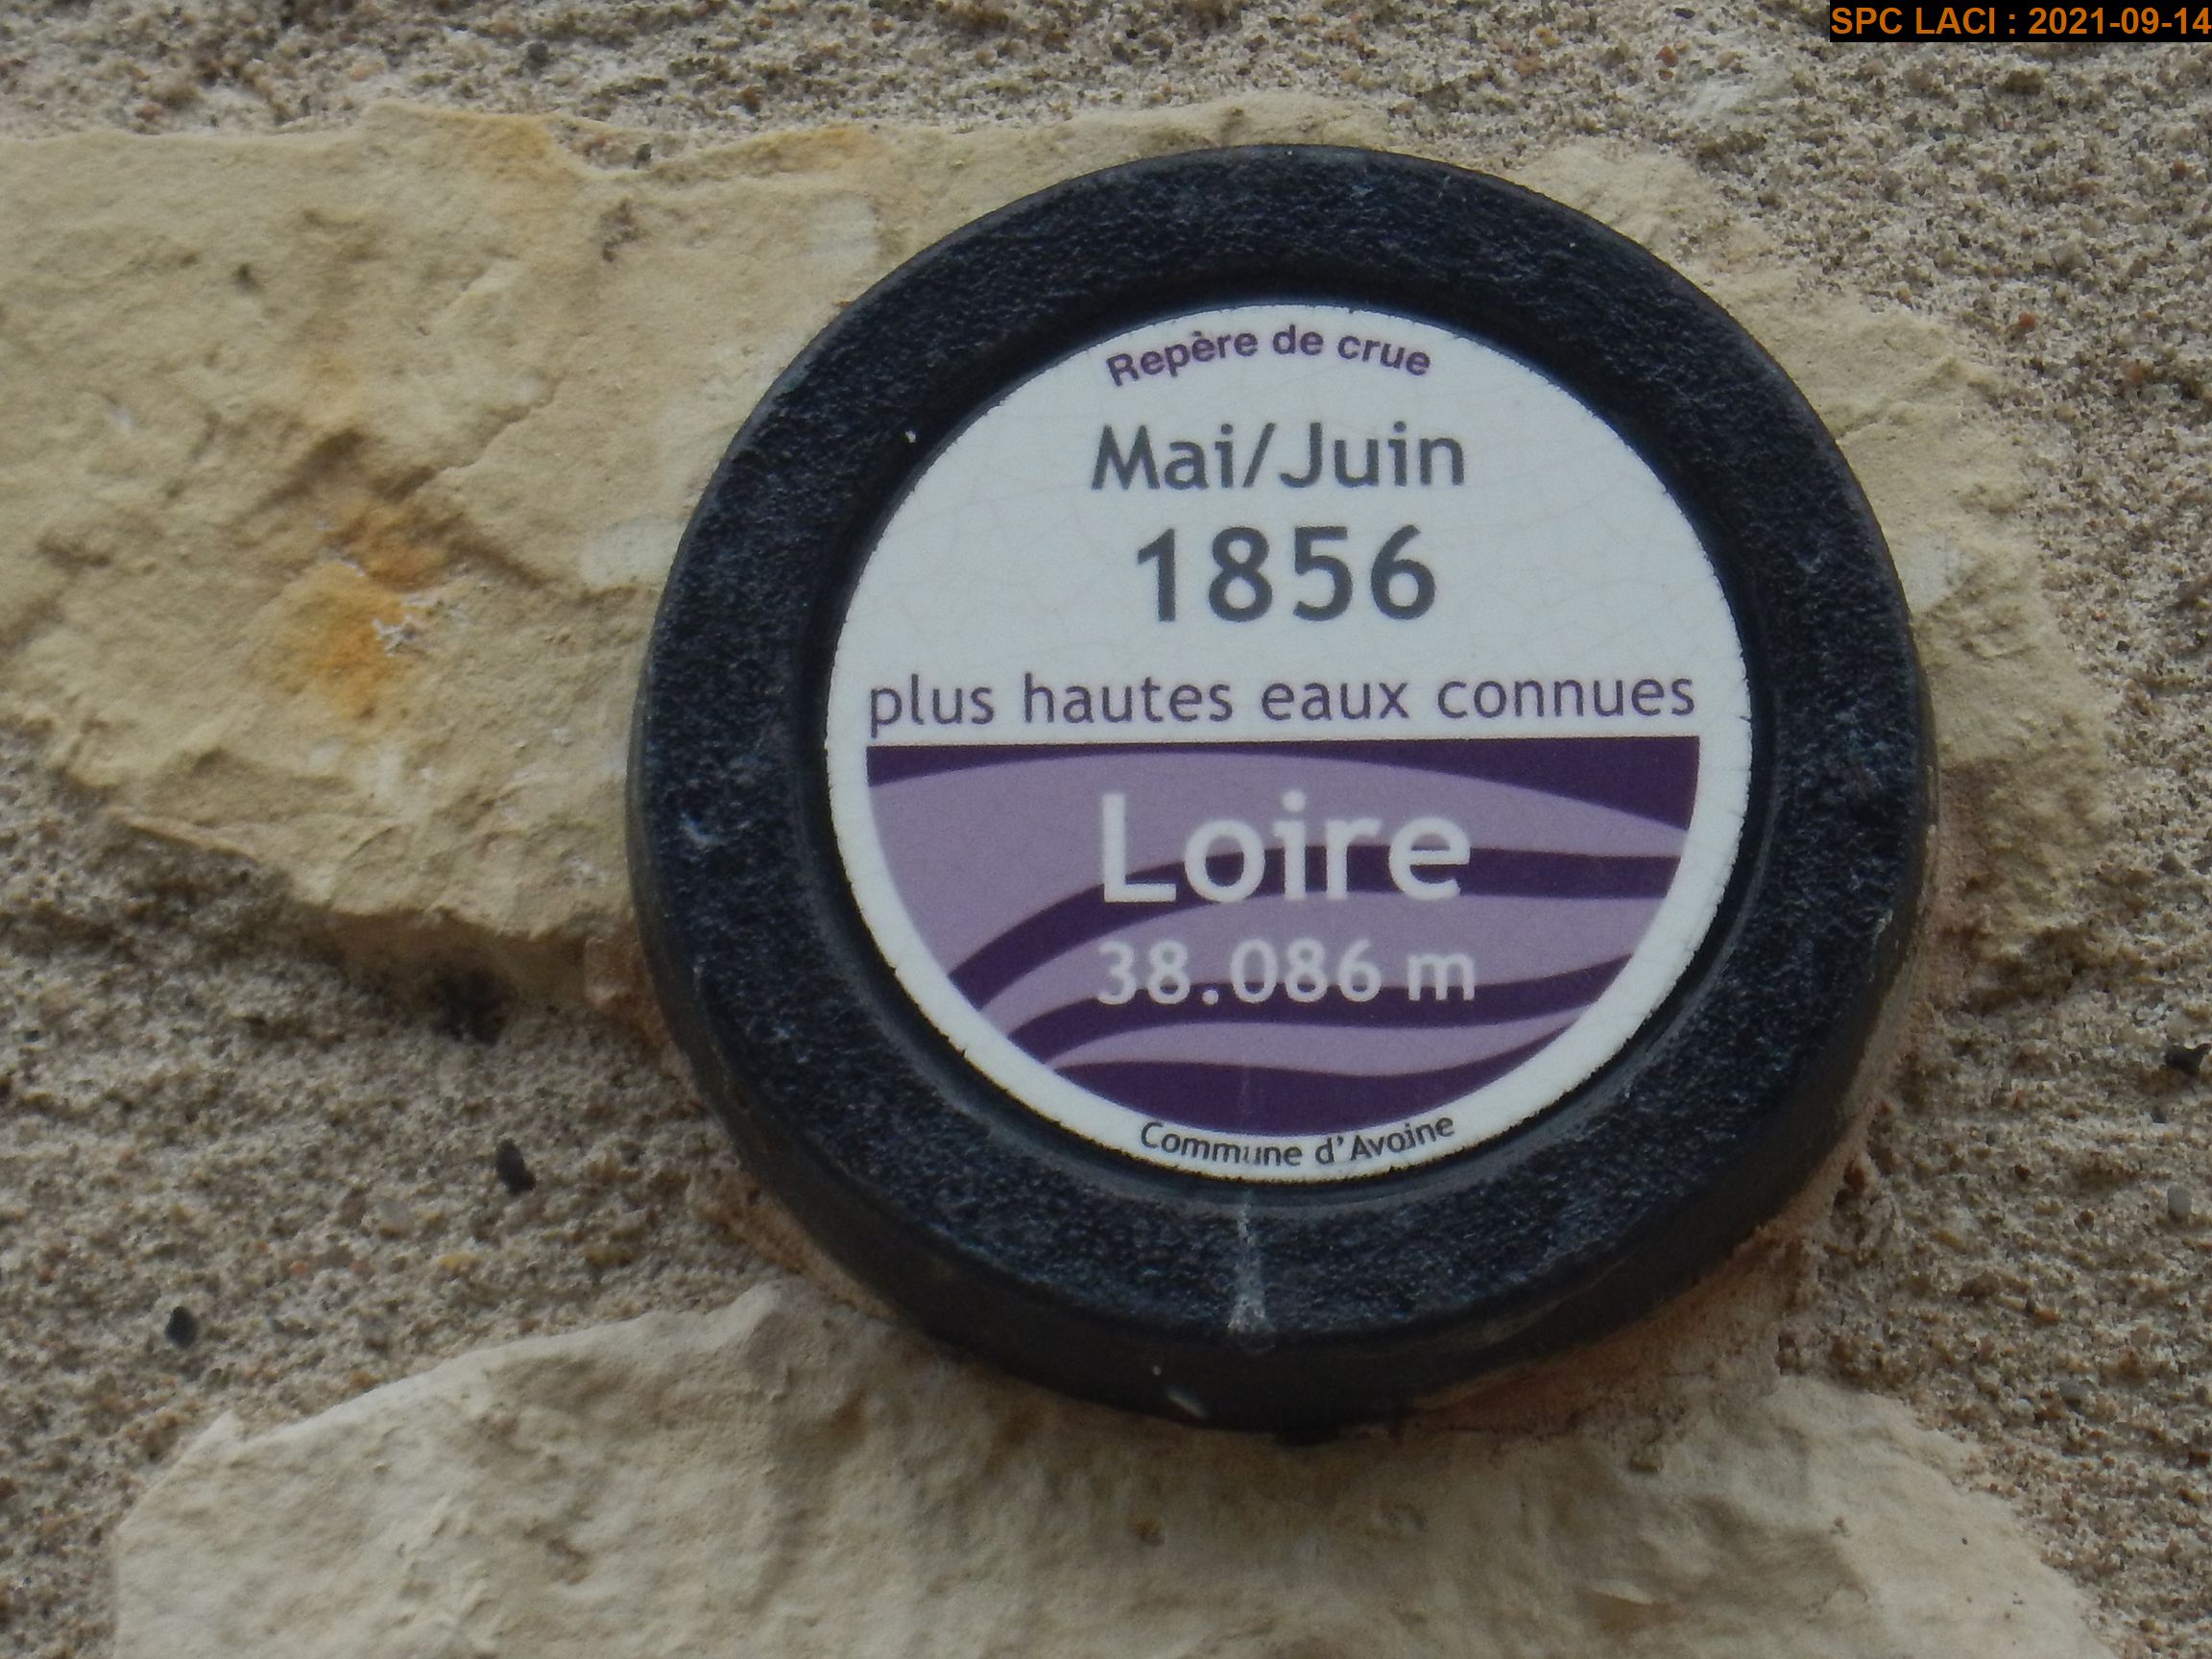 SPC LACI : 2021-09-14
Repère de crue
Mai/Juin
1856
plus hautes eaux connues
Loire
38.086 m
Commune d'Avoine